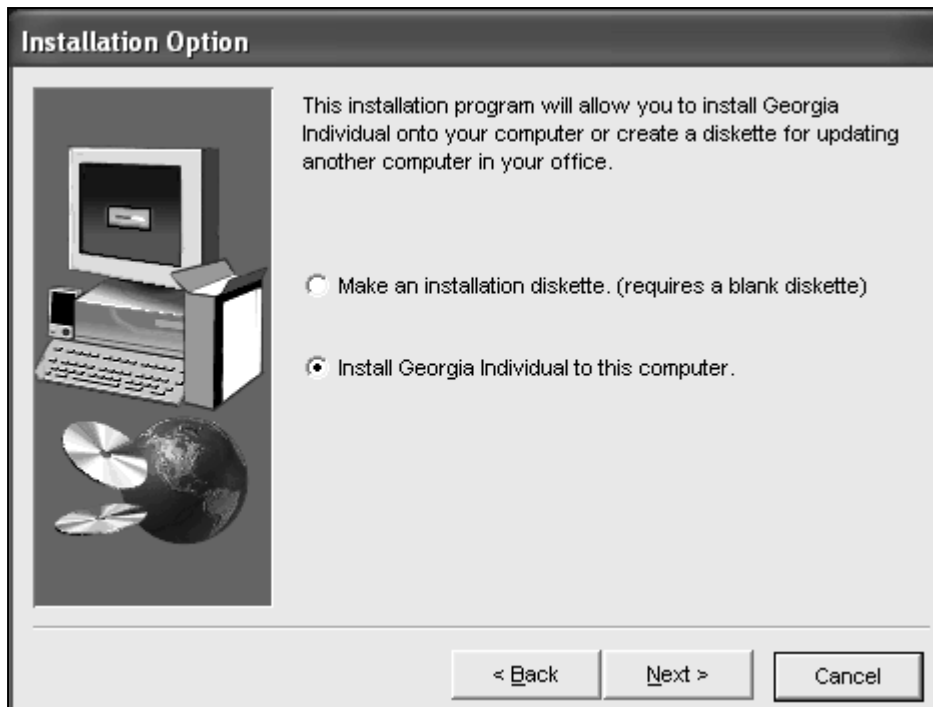 Installation Option
This installation program will allow you to install Georgia
Individual onto your computer or create a diskette for updating
another computer in your office.
Make an installation diskette. (requires a blank diskette)
Install Georgia Individual to this computer.
< Back
Next >
Cancel